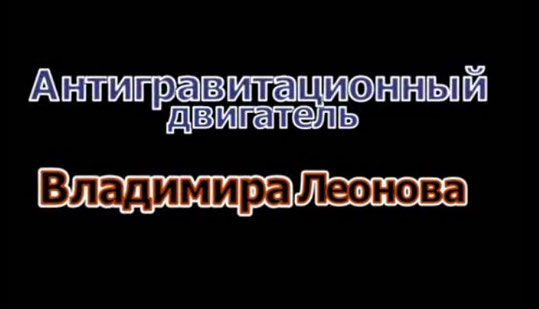 Антигравитационный
двигатель
Владимира Леонова